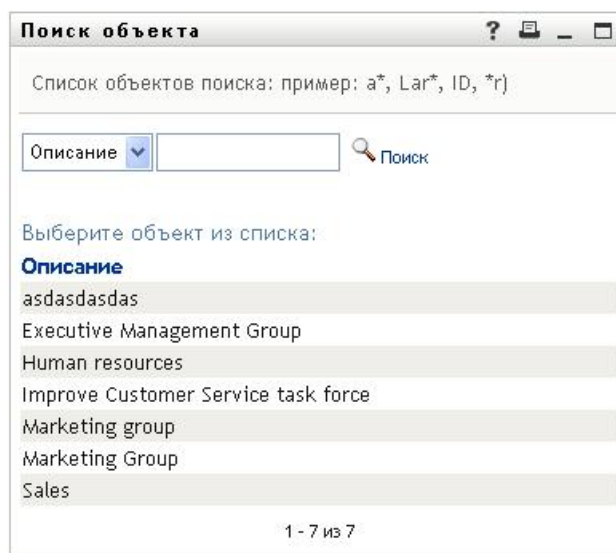 Поиск объекта
Список объектов поиска: пример: a*, Lar*, ID, *r)
Описание Поиск
Выберите объект из списка:
Описание
asdasdasdas
Executive Management Group
Human resources
Improve Customer Service task force
Marketing group
Marketing Group
Sales
1 - 7 из 7